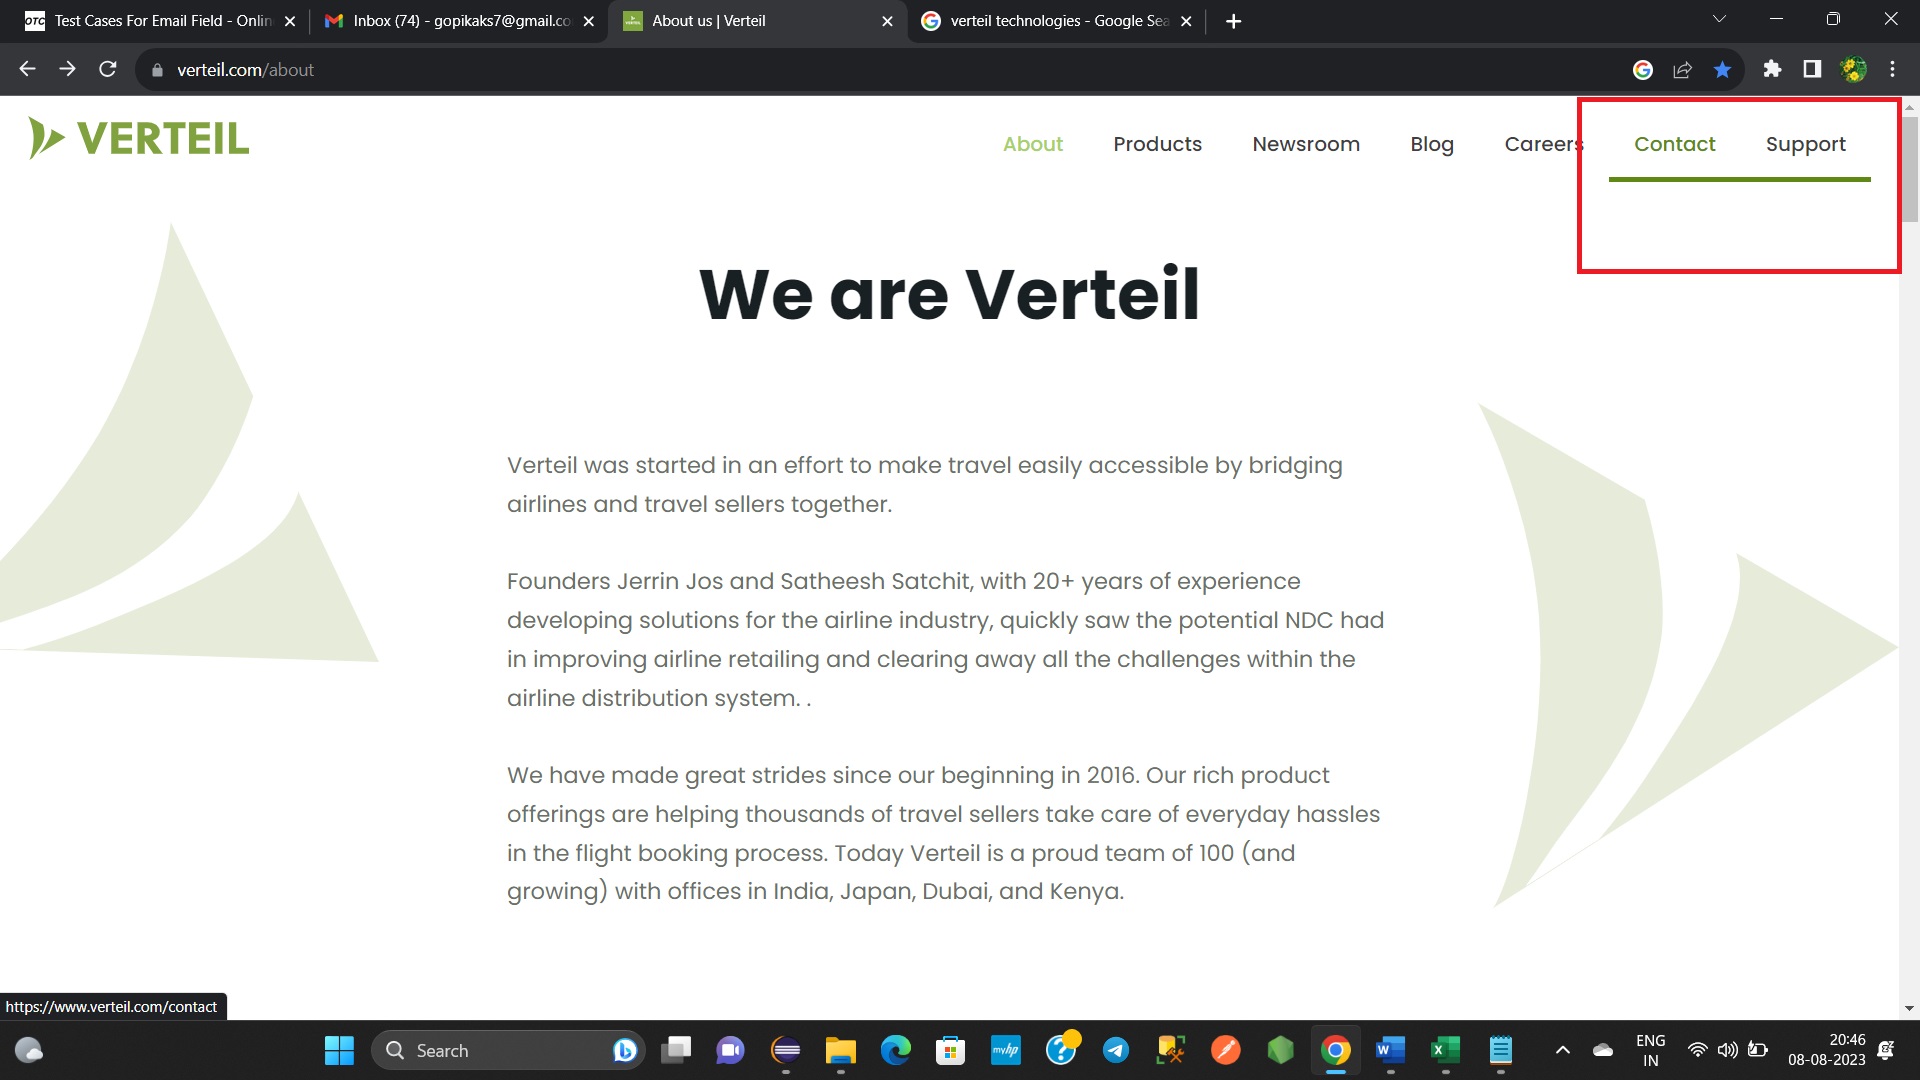 Test Cases For Email Field - Onlin
Inbox (74) - gopikaks7@gmail.co
About us | Verteil
verteil technologies - Google Sea
verteil.com/about
VERTEIL
About Products Newsroom Blog Careers Contact Support
We are Verteil
Verteil was started in an effort to make travel easily accessible by bridging
airlines and travel sellers together.
Founders Jerrin Jos and Satheesh Satchit, with 20+ years of experience
developing solutions for the airline industry, quickly saw the potential NDC had
in improving airline retailing and clearing away all the challenges within the
airline distribution system. .
We have made great strides since our beginning in 2016. Our rich product
offerings are helping thousands of travel sellers take care of everyday hassles
in the flight booking process. Today Verteil is a proud team of 100 (and
growing) with offices in India, Japan, Dubai, and Kenya.
https://www.verteil.com/contact
Search
myhp
ENG
IN
20:46
08-08-2023